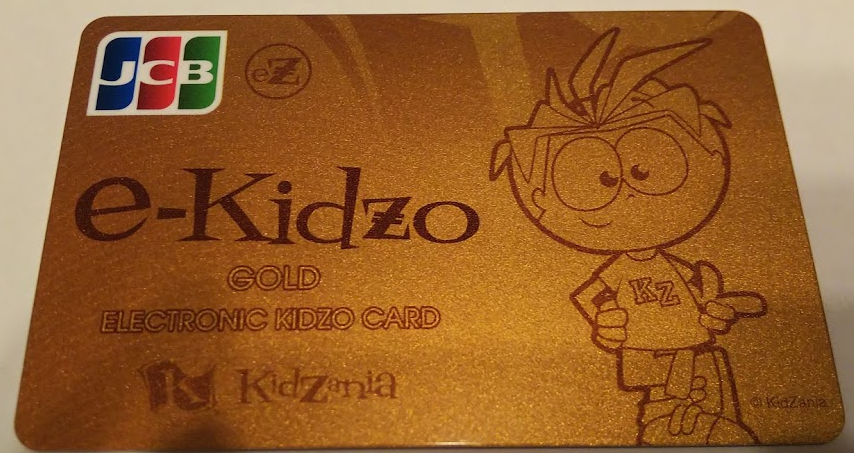 JCB
eZ
e-Kidzo
GOLD
ELECTRONIC KIDZO CARD
K KidZania
KZ
© KidZania